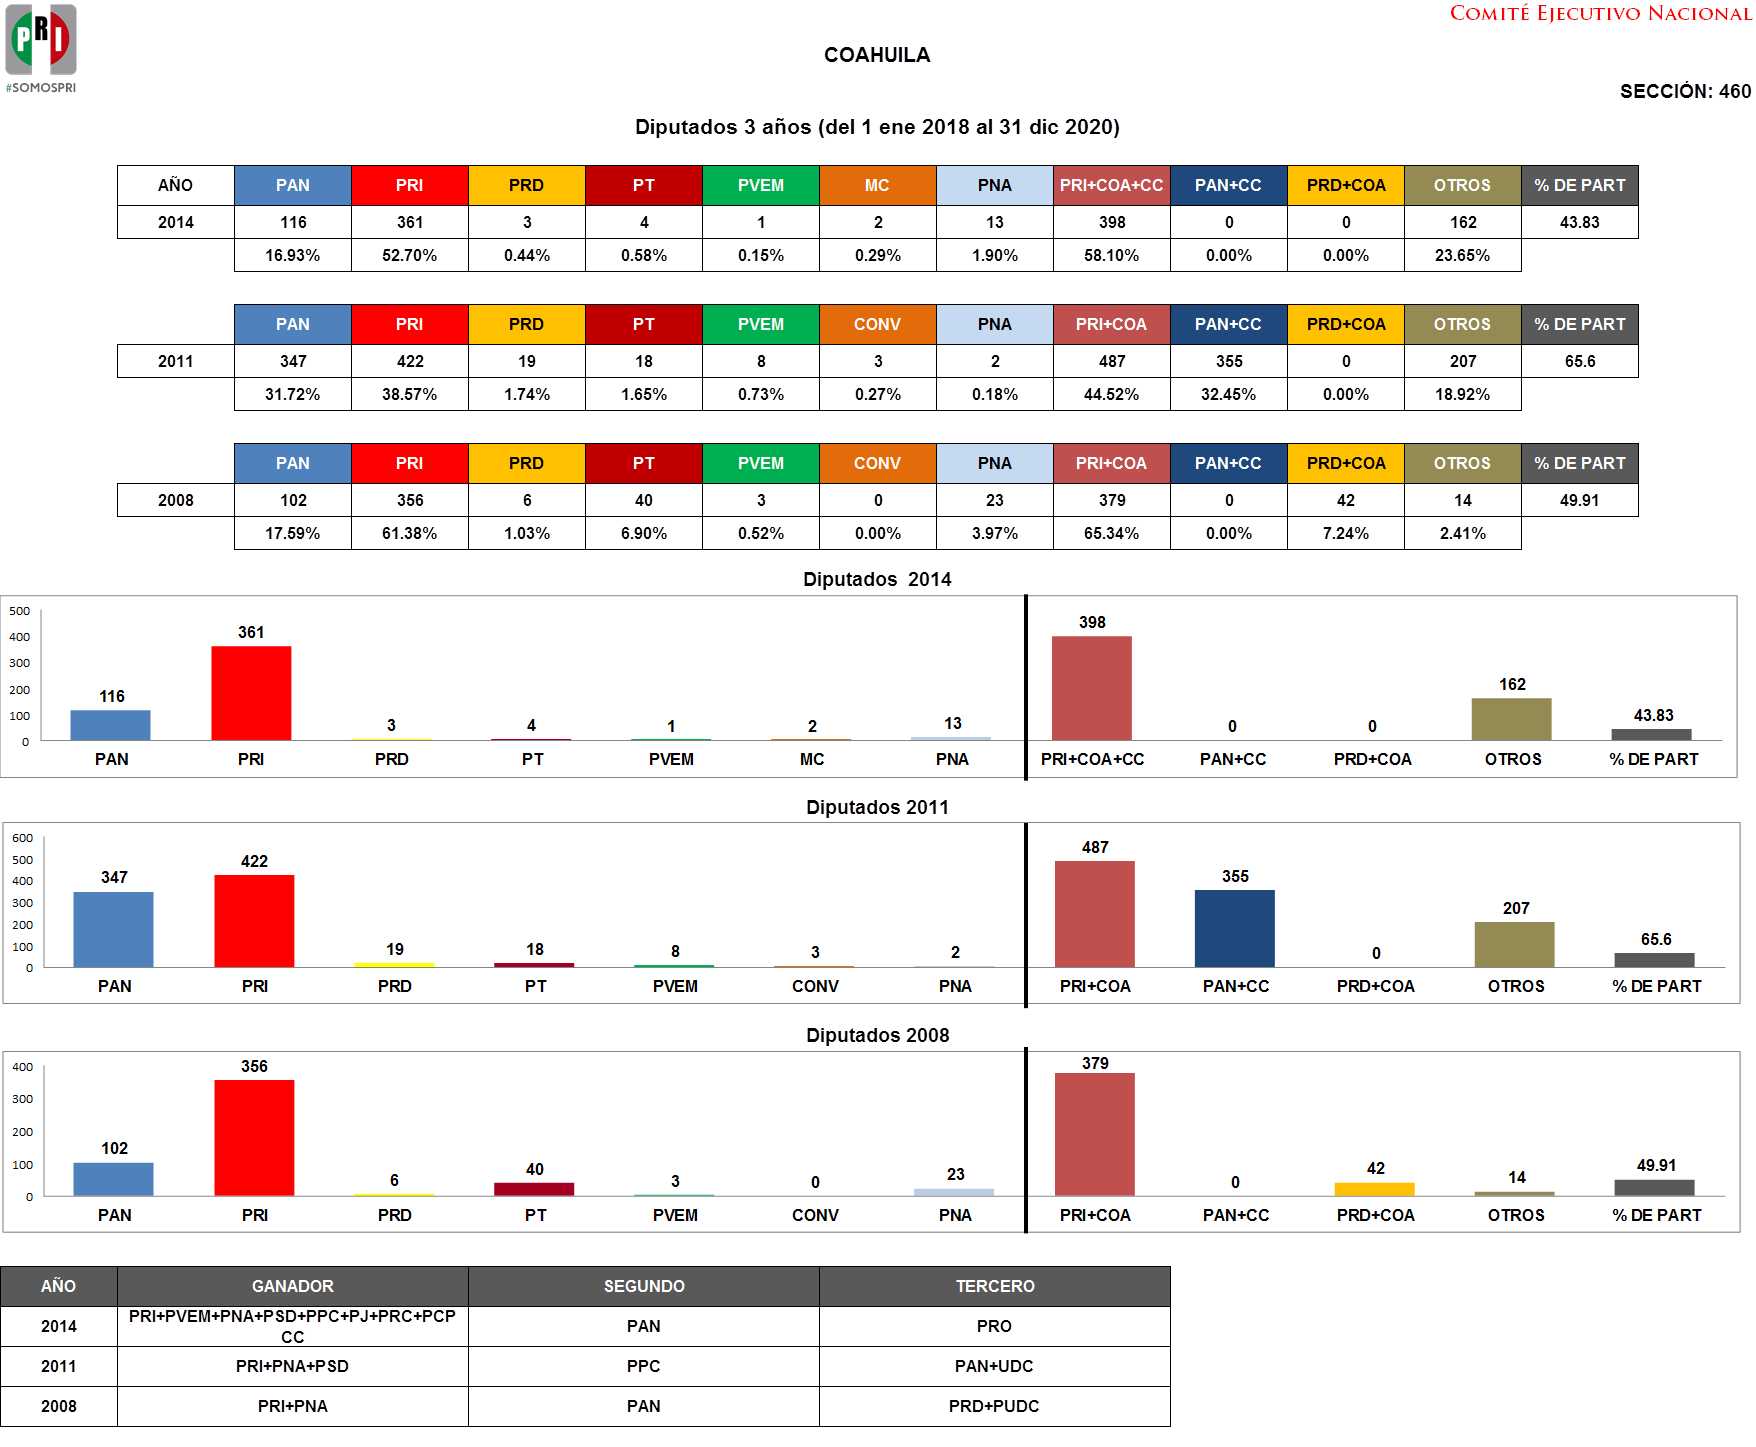 PRI
#SOMOSPRI
COMITÉ EJECUTIVO NACIONAL
COAHUILA
SECCIÓN: 460
Diputados 3 años (del 1 ene 2018 al 31 dic 2020)
AÑO PAN PRI PRD PT PVEM MC PNA PRI+COA+CC PAN+CC PRD+COA OTROS % DE PART
2014 116 361 3 4 1 2 13 398 0 0 162 43.83
16.93% 52.70% 0.44% 0.58% 0.15% 0.29% 1.90% 58.10% 0.00% 0.00% 23.65%
PAN PRI PRD PT PVEM CONV PNA PRI+COA PAN+CC PRD+COA OTROS % DE PART
2011 347 422 19 18 8 3 2 487 355 0 207 65.6
31.72% 38.57% 1.74% 1.65% 0.73% 0.27% 0.18% 44.52% 32.45% 0.00% 18.92%
PAN PRI PRD PT PVEM CONV PNA PRI+COA PAN+CC PRD+COA OTROS % DE PART
2008 102 356 6 40 3 0 23 379 0 42 14 49.91
17.59% 61.38% 1.03% 6.90% 0.52% 0.00% 3.97% 65.34% 0.00% 7.24% 2.41%
Diputados 2014
500
400
300
200
100
0
116 361 3 4 1 2 13 398 0 0 162 43.83
PAN PRI PRD PT PVEM MC PNA PRI+COA+CC PAN+CC PRD+COA OTROS % DE PART
Diputados 2011
600
500
400
300
200
100
0
347 422 19 18 8 3 2 487 355 0 207 65.6
PAN PRI PRD PT PVEM CONV PNA PRI+COA PAN+CC PRD+COA OTROS % DE PART
Diputados 2008
400
300
200
100
0
102 356 6 40 3 0 23 379 0 42 14 49.91
PAN PRI PRD PT PVEM CONV PNA PRI+COA PAN+CC PRD+COA OTROS % DE PART
AÑO GANADOR SEGUNDO TERCERO
2014 PRI+PVEM+PNA+PSD+PPC+PJ+PRC+PCP CC PAN PRO
2011 PRI+PNA+PSD PPC PAN+UDC
2008 PRI+PNA PAN PRD+PUDC